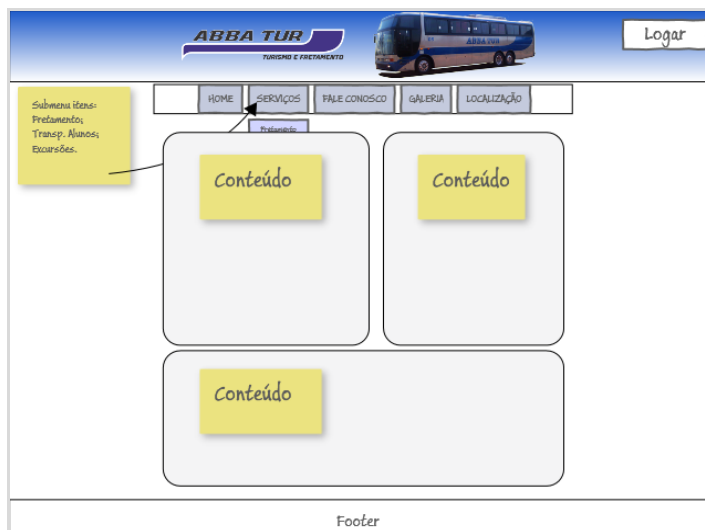 ABBA TUR
TURISMO E FRETAMENTO
ABBA TUR
Logar
HOME
SERVIÇOS
FALE CONOSCO
GALERIA
LOCALIZAÇÃO
Submenu itens:
Fretamento;
Transp. Alunos;
Excursões.
Fretamento
Conteúdo
Conteúdo
Conteúdo
Footer